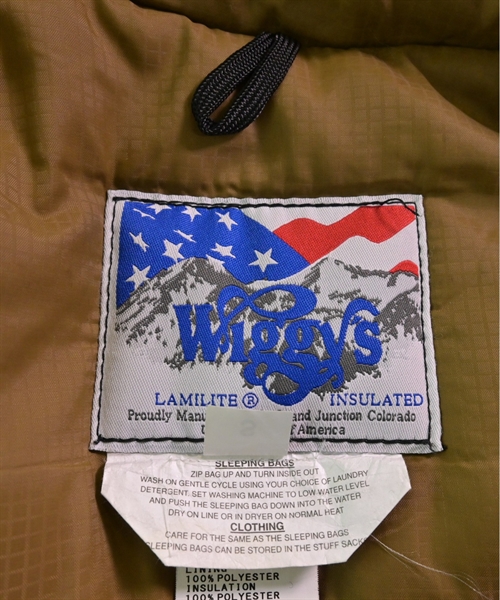 Wiggy's
LAMILITE ® INSULATED
Proudly Manu and Junction Colorado
U of America
S
SLEEPING BAGS
ZIP BAG UP AND TURN INSIDE OUT
WASH ON GENTLE CYCLE USING YOUR CHOICE OF LAUNDRY
DETERGENT. SET WASHING MACHINE TO LOW WATER LEVEL
AND PUSH THE SLEEPING BAG DOWN INTO THE WATER
DRY ON LINE OR IN DRYER ON NORMAL HEAT
CLOTHING
CARE FOR THE SAME AS THE SLEEPING BAGS
SLEEPING BAGS CAN BE STORED IN THE STUFF SACK
LINING
100% POLYESTER
INSULATION
100% POLYESTER